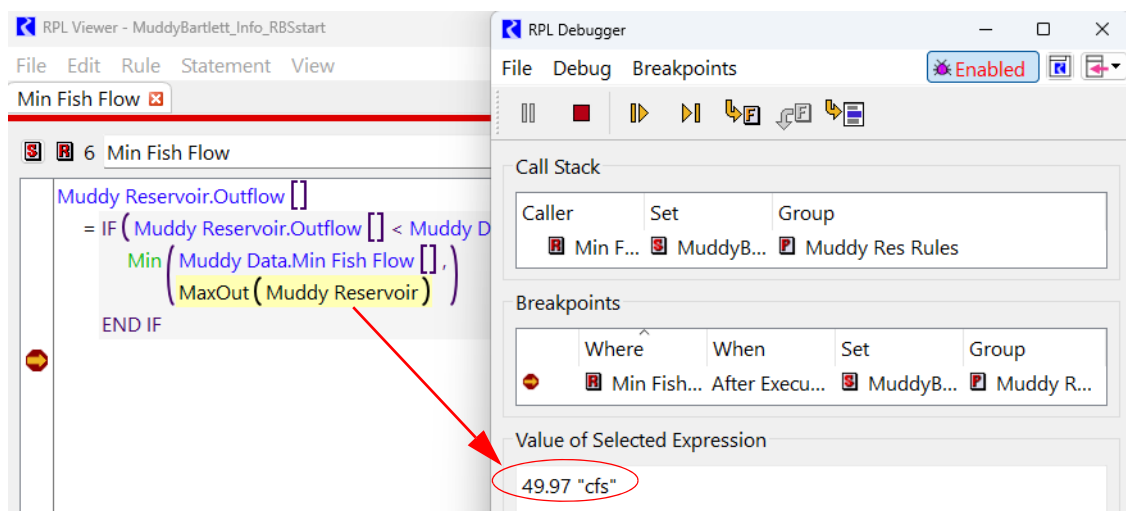 RPL Viewer - MuddyBartlett_Info_RBSstart
File Edit Rule Statement View
Min Fish Flow
S R 6 Min Fish Flow
Muddy Reservoir.Outflow []
= IF ( Muddy Reservoir.Outflow [] < Muddy D
Min ( Muddy Data.Min Fish Flow [] ,
MaxOut ( Muddy Reservoir ) )
END IF
RPL Debugger
File Debug Breakpoints
Enabled
F F
Call Stack
Caller Set Group
R Min F... S MuddyB... P Muddy Res Rules
Breakpoints
Where When Set Group
R Min Fish... After Execu... S MuddyB... P Muddy R...
Value of Selected Expression
49.97 "cfs"